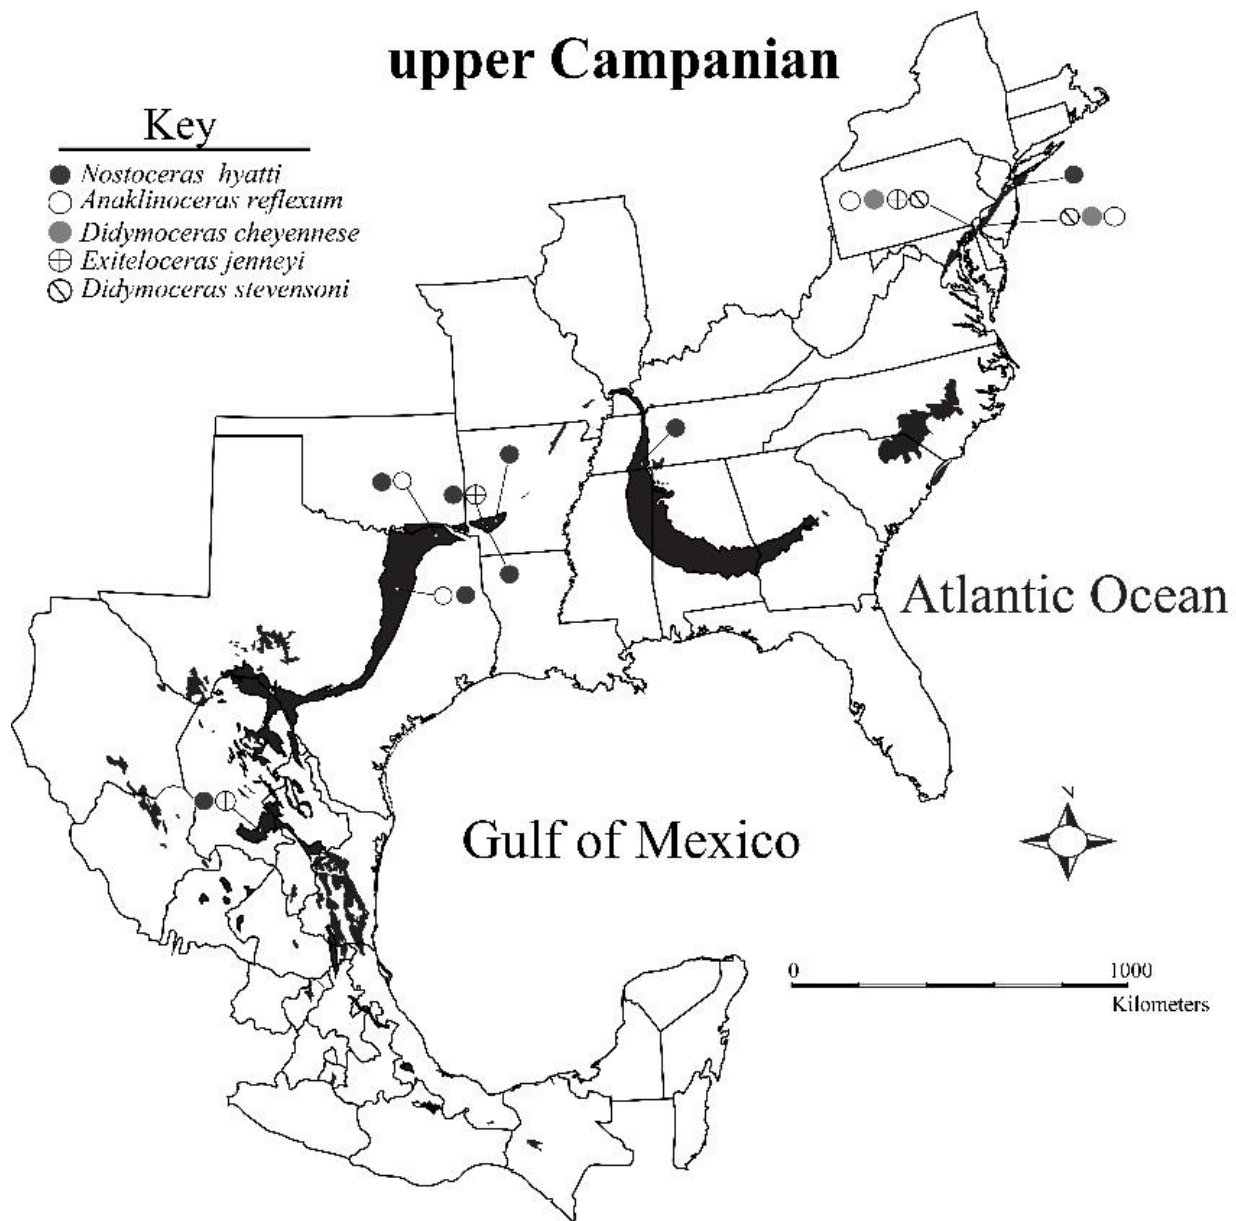 upper Campanian
Key
Nostoceras hyatti
Anaklinoceras reflexum
Didymoceras cheyennese
Exiteloceras jenneyi
Didymoceras stevensoni
Atlantic Ocean
N
Gulf of Mexico
0 1000
Kilometers